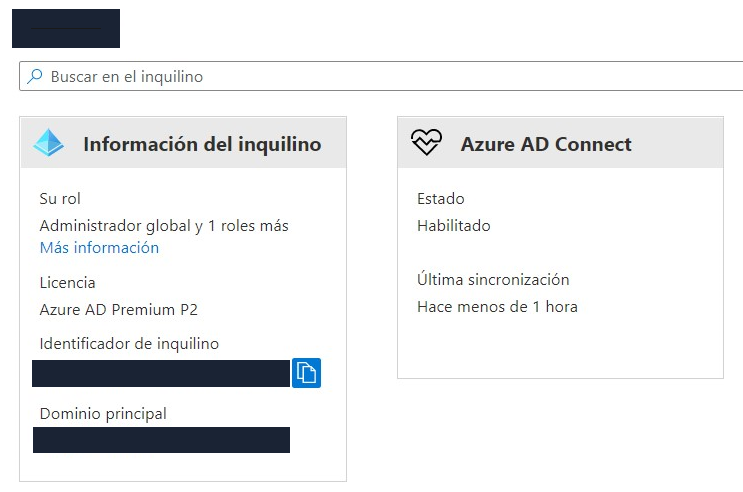 Buscar en el inquilino
Información del inquilino
Su rol
Administrador global y 1 roles más
Más información
Licencia
Azure AD Premium P2
Identificador de inquilino
Dominio principal
Azure AD Connect
Estado
Habilitado
Última sincronización
Hace menos de 1 hora